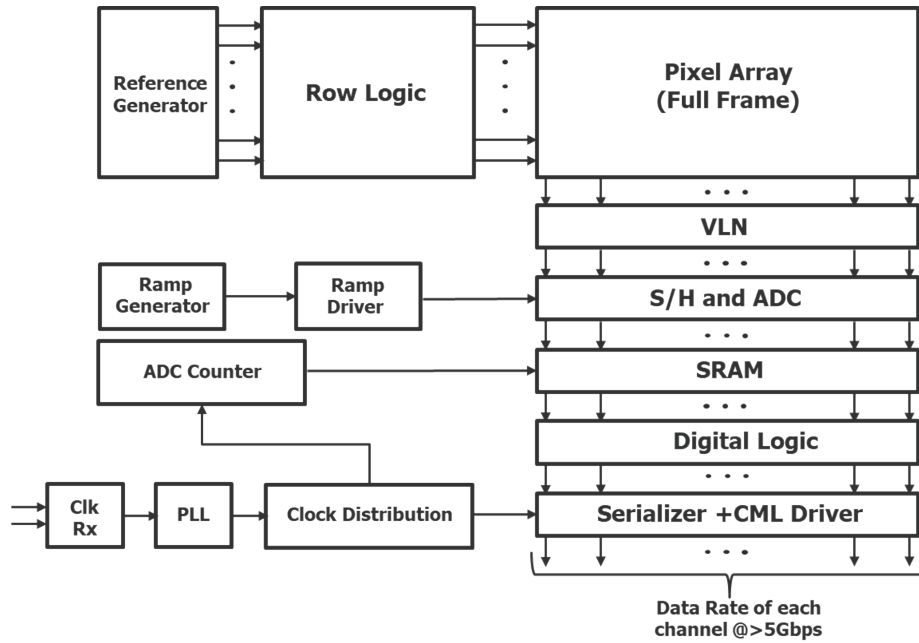 Reference
Generator
Row Logic
Pixel Array
(Full Frame)
VLN
Ramp
Generator
Ramp
Driver
S/H and ADC
ADC Counter
SRAM
Digital Logic
Clk
Rx
PLL
Clock Distribution
Serializer +CML Driver
Data Rate of each
channel @>5Gbps